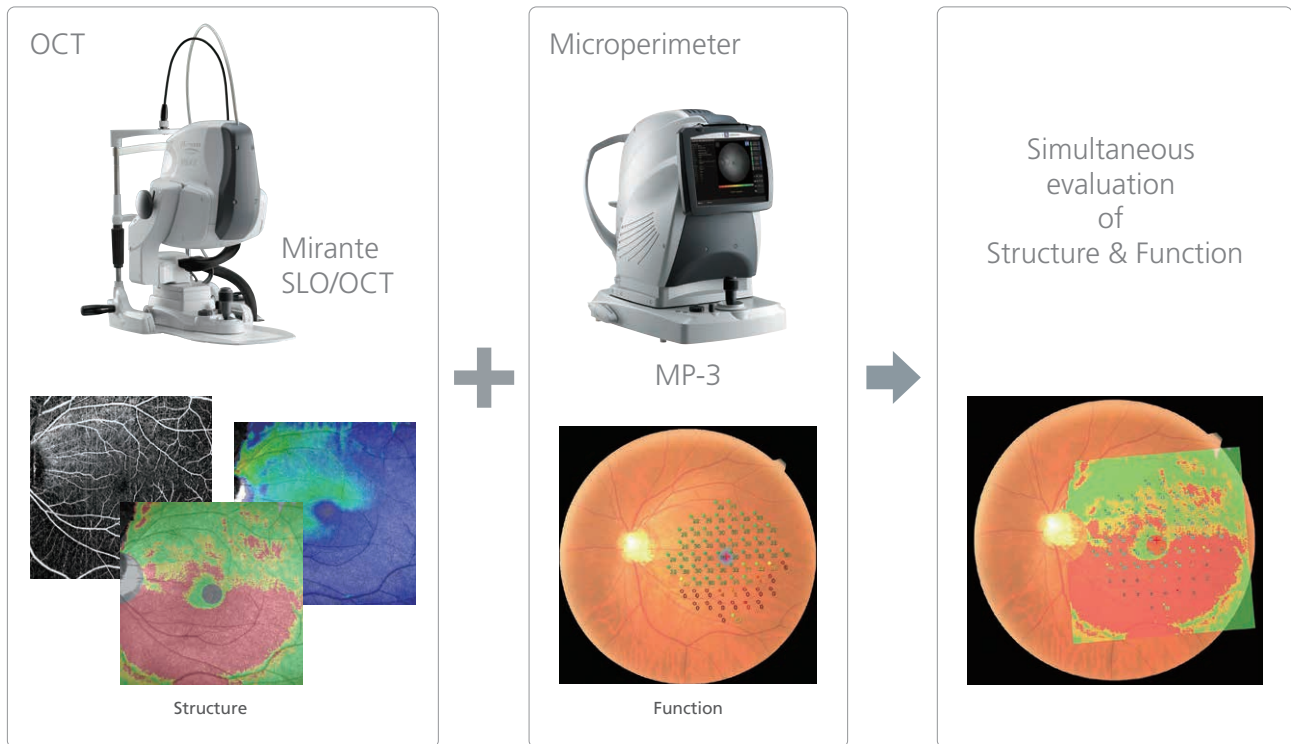 OCT
Mirante
SLO/OCT
Structure
Microperimeter
MP-3
Function
Simultaneous
evaluation
of
Structure & Function